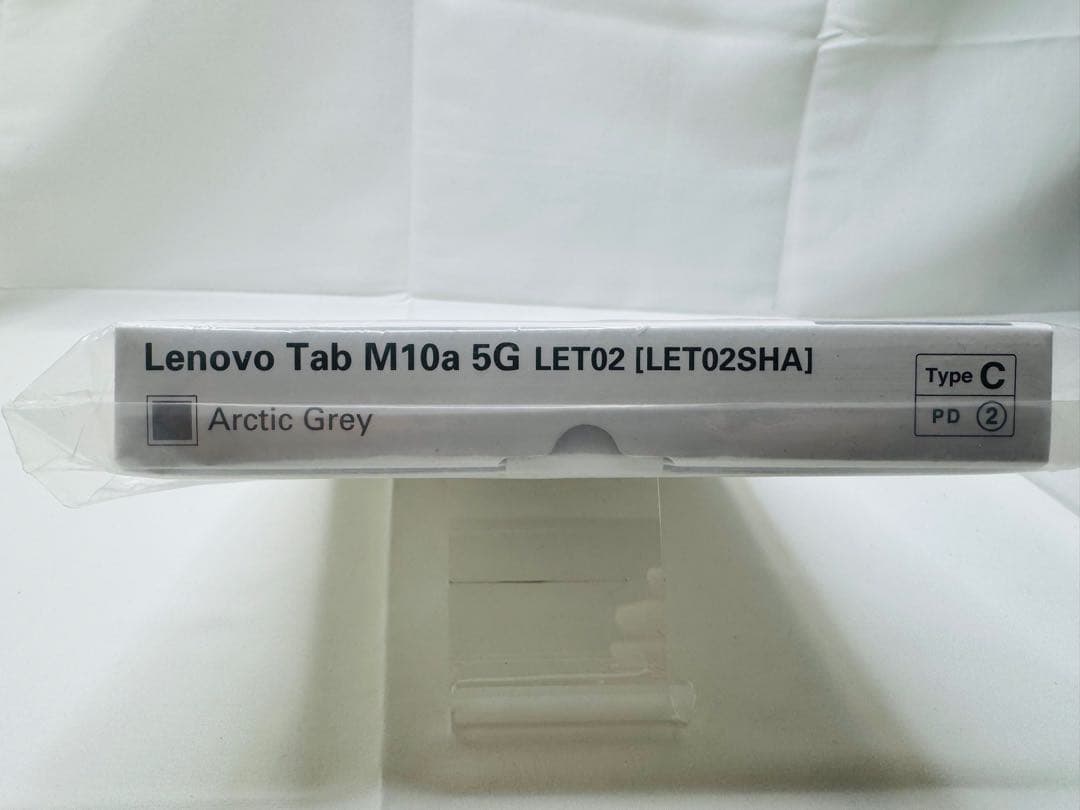 Lenovo Tab M10a 5G LET02 [LET02SHA]
Arctic Grey
Type C
PD ②